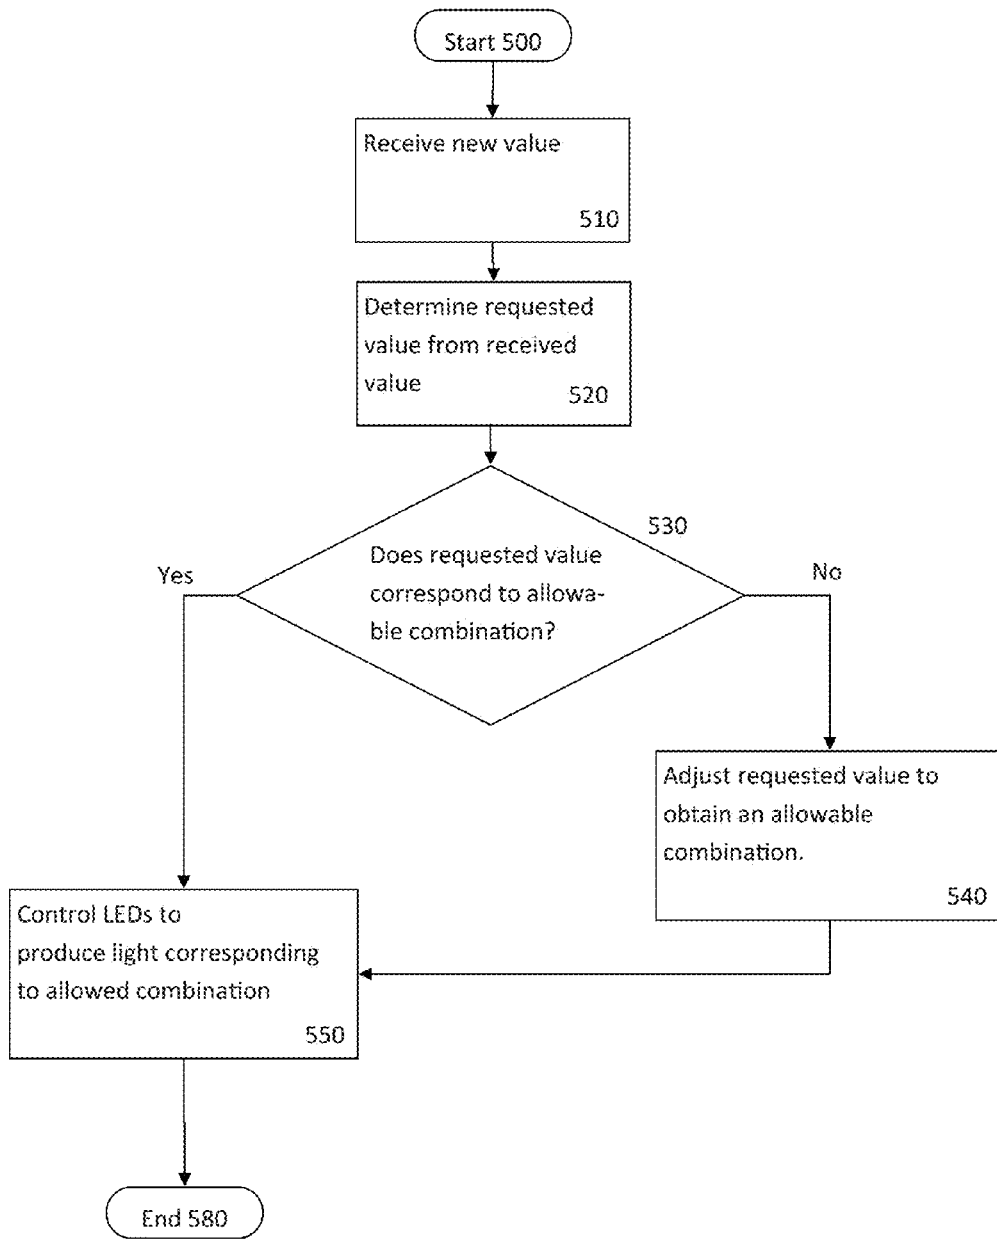 Start 500
Receive new value
510
Determine requested
value from received
value
520
530
Does requested value
correspond to allowa-
ble combination?
Yes
No
Adjust requested value to
obtain an allowable
combination.
540
Control LEDs to
produce light corresponding
to allowed combination
550
End 580